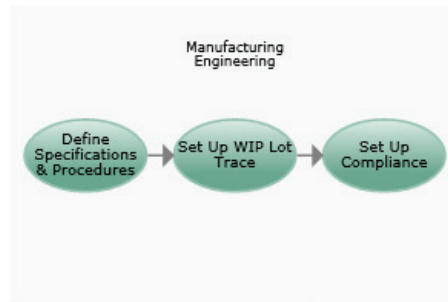 Manufacturing
Engineering
Define
Specifications
& Procedures
Set Up WIP Lot
Trace
Set Up
Compliance